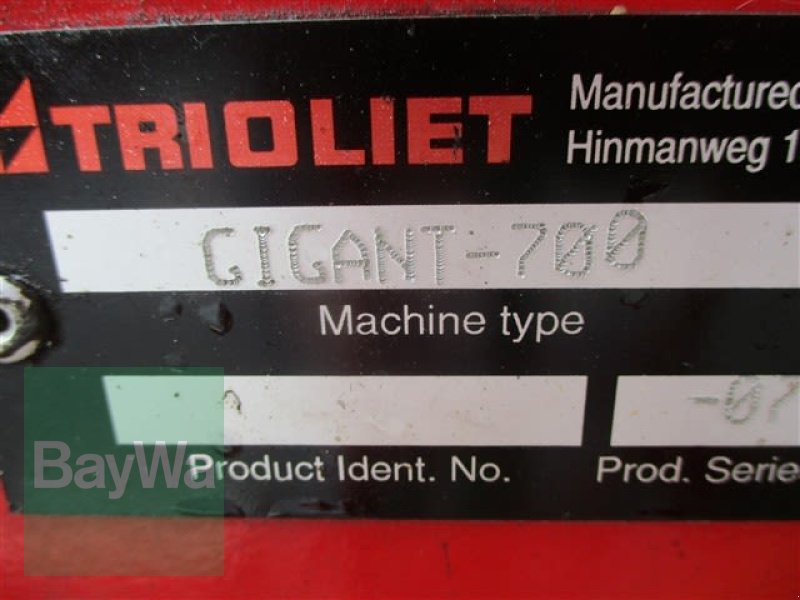 TRIOLIET
Manufactured
Hinmanweg 1
GIGANT-700
Machine type
-07
BayWa
Product Ident. No.
Prod. Serie